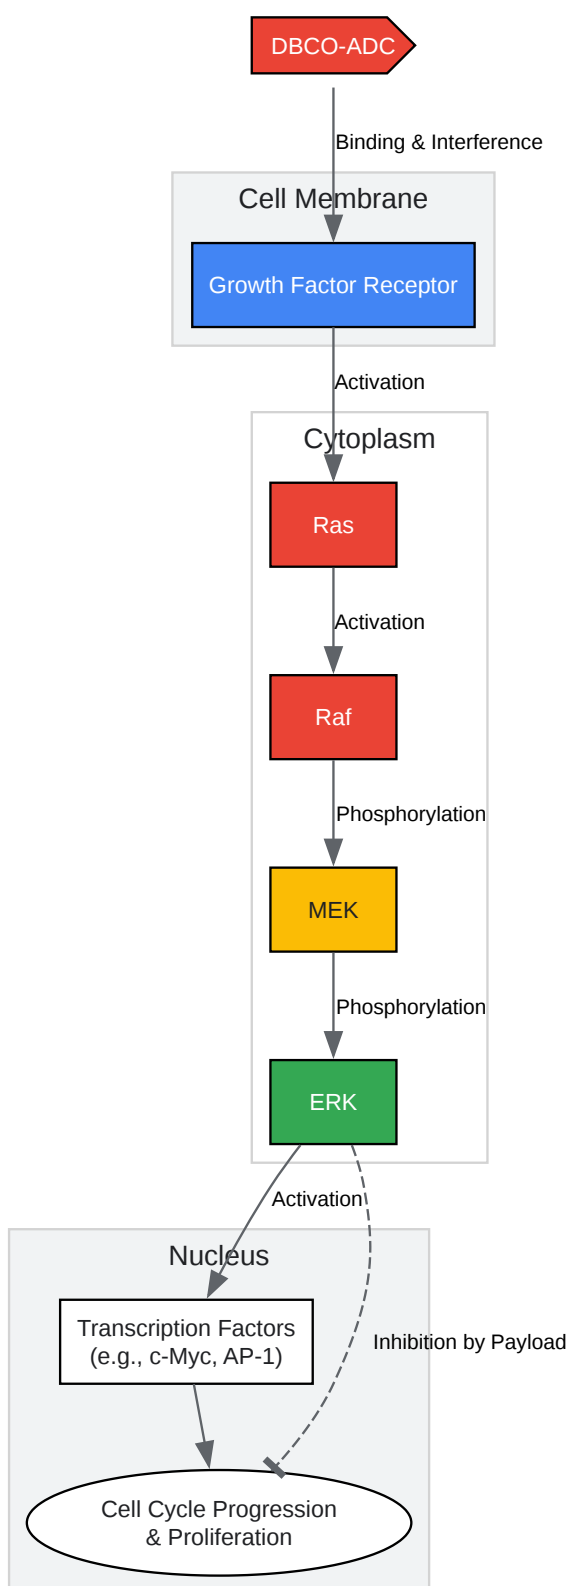 DBCO-ADC
Binding & Interference
Cell Membrane
Growth Factor Receptor
Activation
Cytoplasm
Ras
Activation
Raf
Phosphorylation
MEK
Phosphorylation
ERK
Activation
Nucleus
Transcription Factors
(e.g., c-Myc, AP-1)
Inhibition by Payload
Cell Cycle Progression
& Proliferation